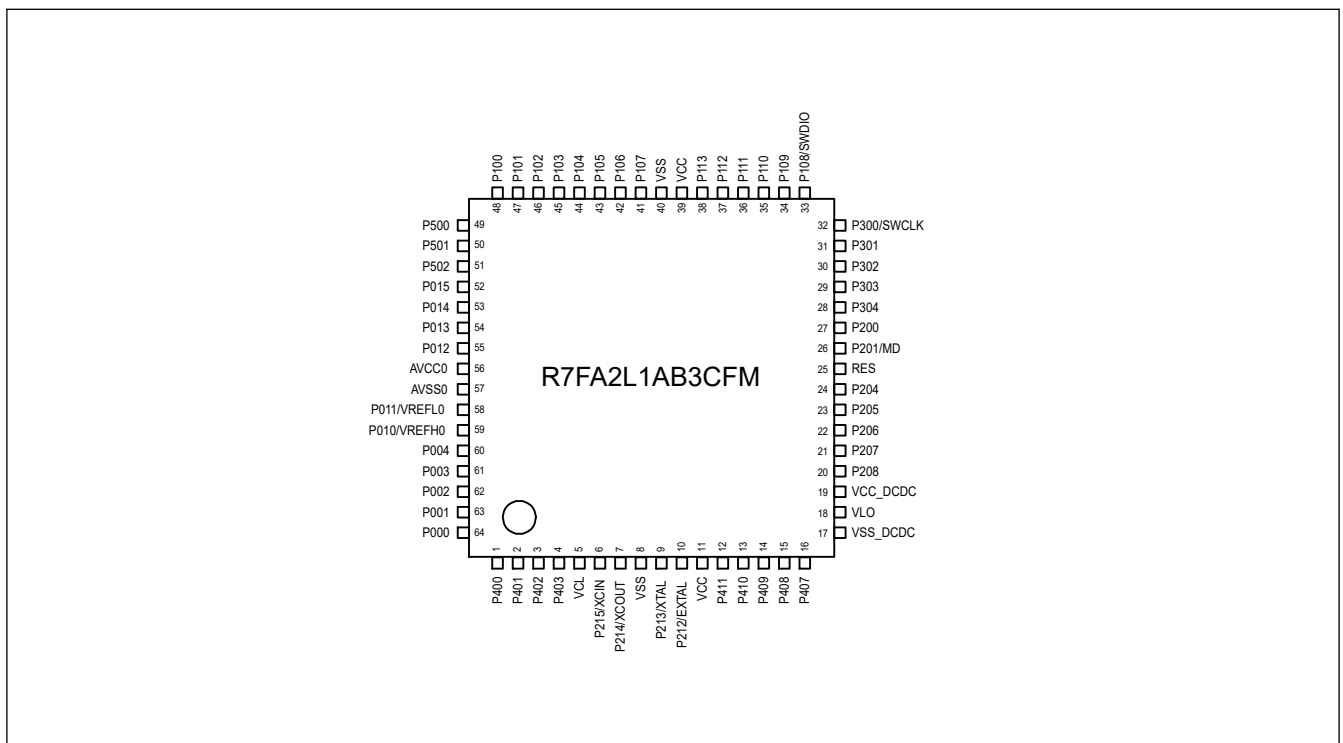 P100 P101 P102 P103 P104 P105 P106 P107 VSS VCC P113 P112 P111 P110 P109 P108/SWDIO
48 47 46 45 44 43 42 41 40 39 38 37 36 35 34 33
P500 49 32 P300/SWCLK
P501 50 31 P301
P502 51 30 P302
P015 52 29 P303
P014 53 28 P304
P013 54 27 P200
P012 55 26 P201/MD
AVCC0 56 25 RES
R7FA2L1AB3CFM
AVSS0 57 24 P204
P011/VREFL0 58 23 P205
P010/VREFH0 59 22 P206
P004 60 21 P207
P003 61 20 P208
P002 62 19 VCC_DCDC
P001 63 18 VLO
P000 64 17 VSS_DCDC
1 2 3 4 5 6 7 8 9 10 11 12 13 14 15 16
P400 P401 P402 P403 VCL P215/XCIN P214/XCOUT VSS P213/XTAL P212/EXTAL VCC P411 P410 P409 P408 P407